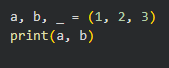 a, b, _ = (1, 2, 3)
print(a, b)